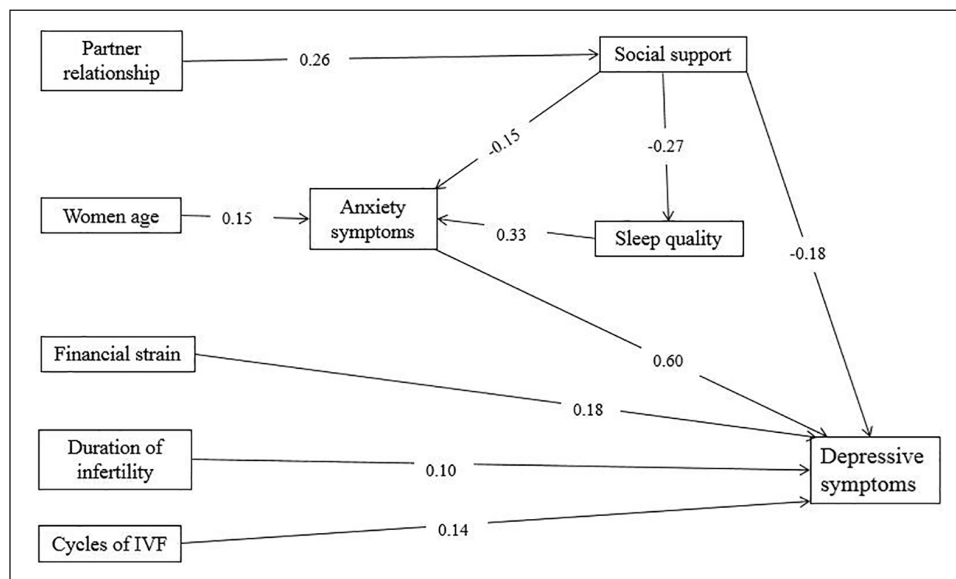 Partner
relationship
0.26
Social support
-0.15
-0.27
Women age
0.15
Anxiety
symptoms
0.33
Sleep quality
-0.18
Financial strain
0.60
0.18
Duration of
infertility
0.10
Depressive
symptoms
Cycles of IVF
0.14